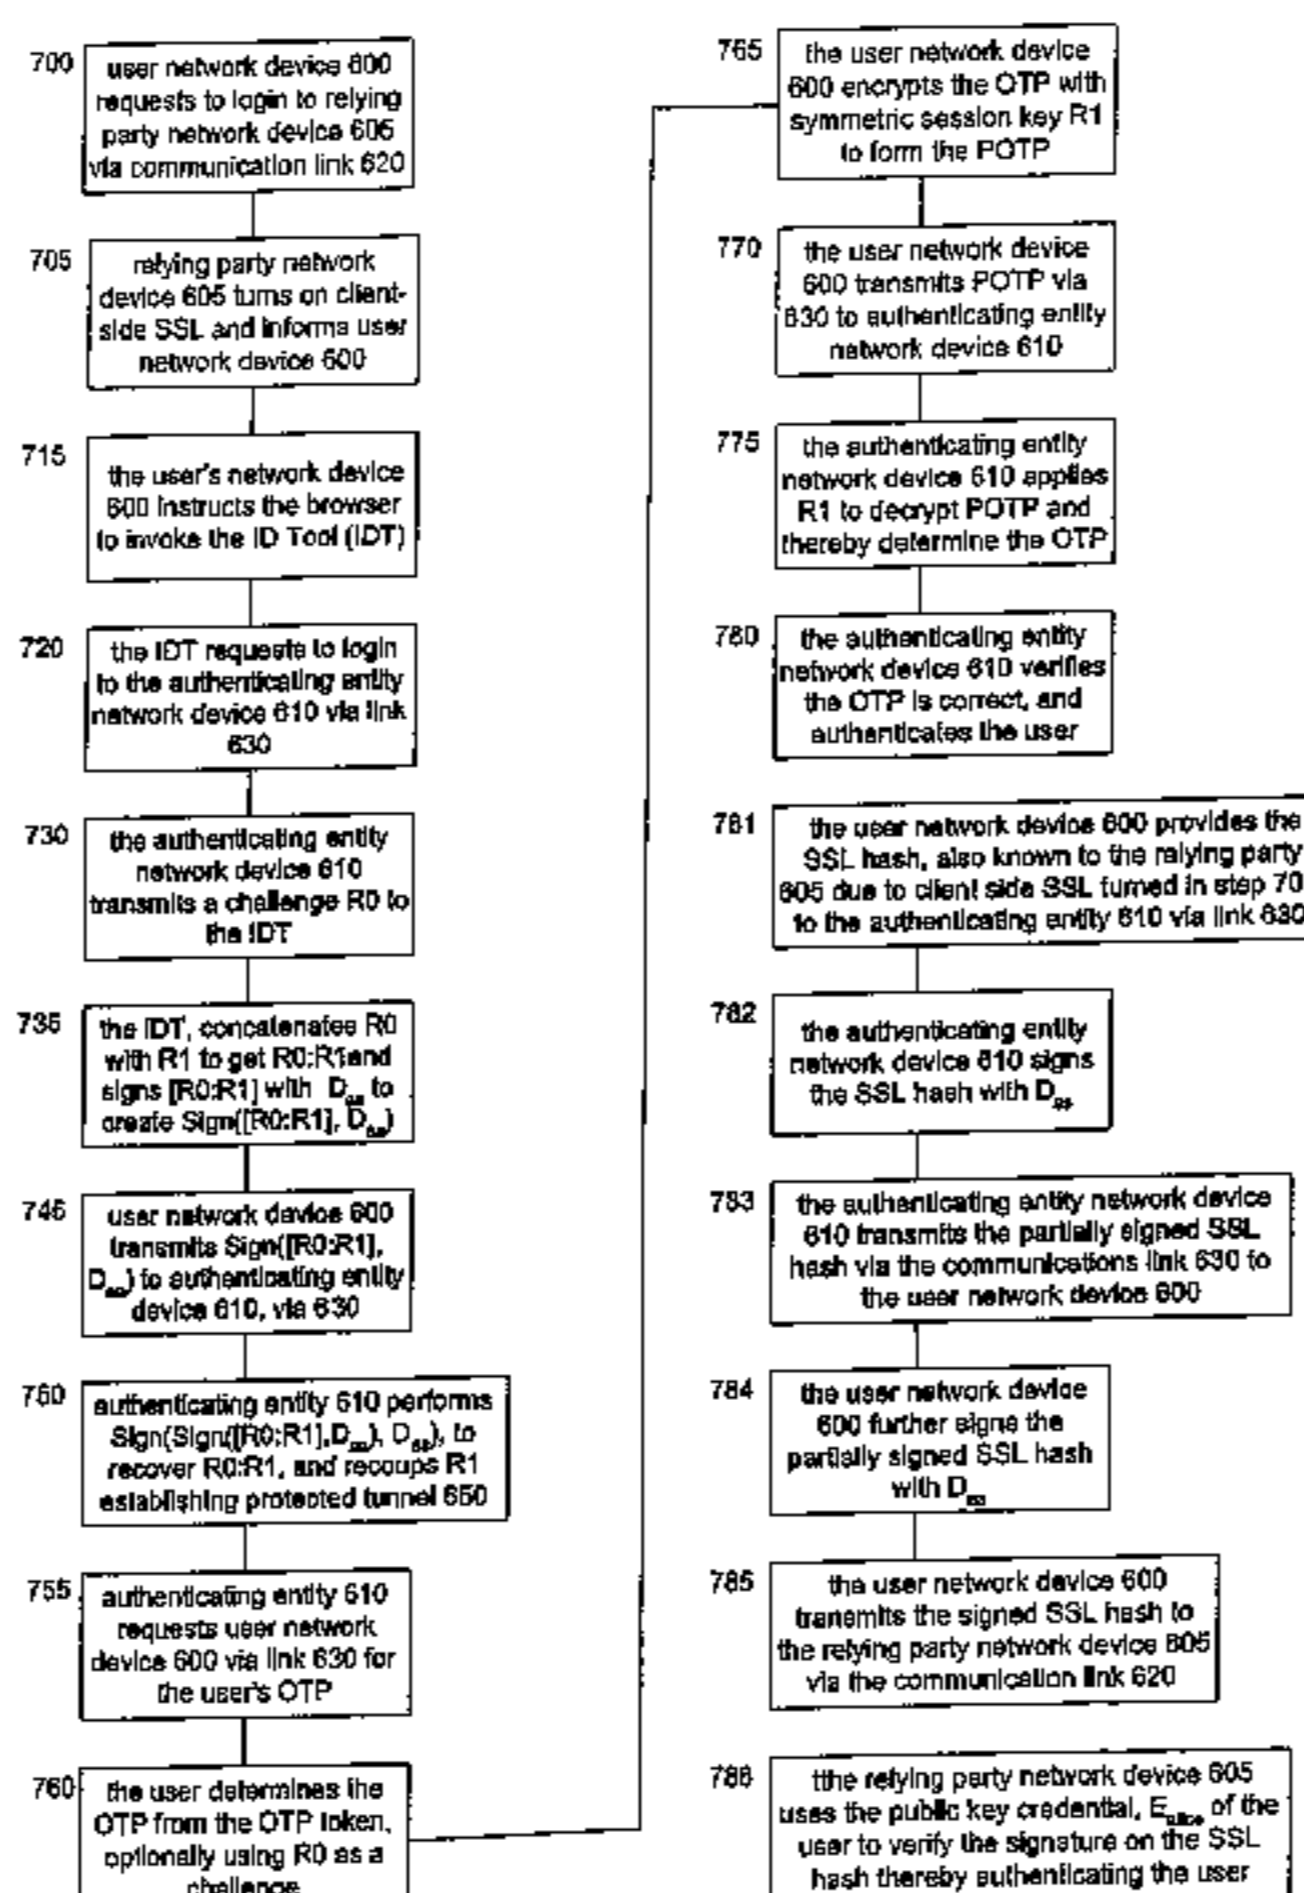 700
user network device 600
requests to login to relying
party network device 605
via communication link 620
705
relying party network
device 605 turns on client-
side SSL and informs user
network device 600
715
the user's network device
600 instructs the browser
to invoke the ID Tool (IDT)
720
the IDT requests to login
to the authenticating entity
network device 610 via link
630
730
the authenticating entity
network device 610
transmits a challenge R0 to
the IDT
735
the IDT, concatenates R0
with R1 to get R0:R1and
signs [R0:R1] with D to
create Sign([R0:R1], D )
745
user network device 600
transmits Sign([R0:R1],
D ) to authenticating entity
device 610, via 630
750
authenticating entity 610 performs
Sign(Sign([R0:R1],D ), D ), to
recover R0:R1, and recoups R1
establishing protected tunnel 650
755
authenticating entity 610
requests user network
device 600 via link 630 for
the user's OTP
760
the user determines the
OTP from the OTP token,
optionally using R0 as a
challenge
765
the user network device
600 encrypts the OTP with
symmetric session key R1
to form the POTP
770
the user network device
600 transmits POTP via
630 to authenticating entity
network device 610
775
the authenticating entity
network device 610 applies
R1 to decrypt POTP and
thereby determine the OTP
780
the authenticating entity
network device 610 verifies
the OTP is correct, and
authenticates the user
781
the user network device 600 provides the
SSL hash, also known to the relying party
605 due to client side SSL turned in step 70
to the authenticating entity 610 via link 630
782
the authenticating entity
network device 610 signs
the SSL hash with D
783
the authenticating entity network device
610 transmits the partially signed SSL
hash via the communications link 630 to
the user network device 600
784
the user network device
600 further signs the
partially signed SSL hash
with D
785
the user network device 600
transmits the signed SSL hash to
the relying party network device 605
via the communication link 620
786
tthe relying party network device 605
uses the public key credential, E alice of the
user to verify the signature on the SSL
hash thereby authenticating the user